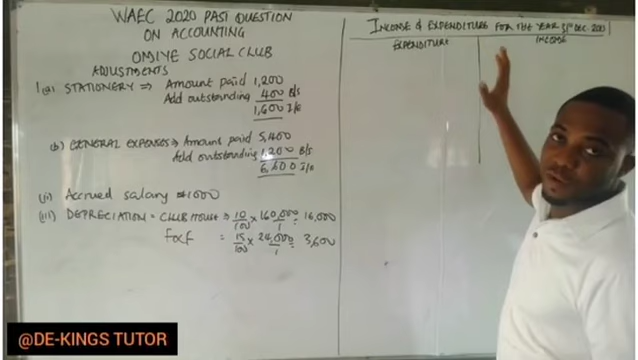 WAEC 2020 PAST QUESTION
ON ACCOUNTING
OMIYE SOCIAL CLUB
ADJUSTMENTS
1(a) STATIONERY => Amount paid 1,200
Add outstanding 400 B/S
1,600 I/E
(b) GENERAL EXPENSES => Amount paid 5,400
Add outstanding 1,200 B/S
6,600 I/E
(ii) Accrued salary = 1000
(iii) DEPRECIATION = CLUB HOUSE => 10/100 x 160,000/1 = 16,000
FOCF = 15/100 x 24,000/1 = 3,600
INCOME & EXPENDITURE FOR THE YEAR 31st DEC. 2001
EXPENDITURE INCOME
@DE-KINGS TUTOR